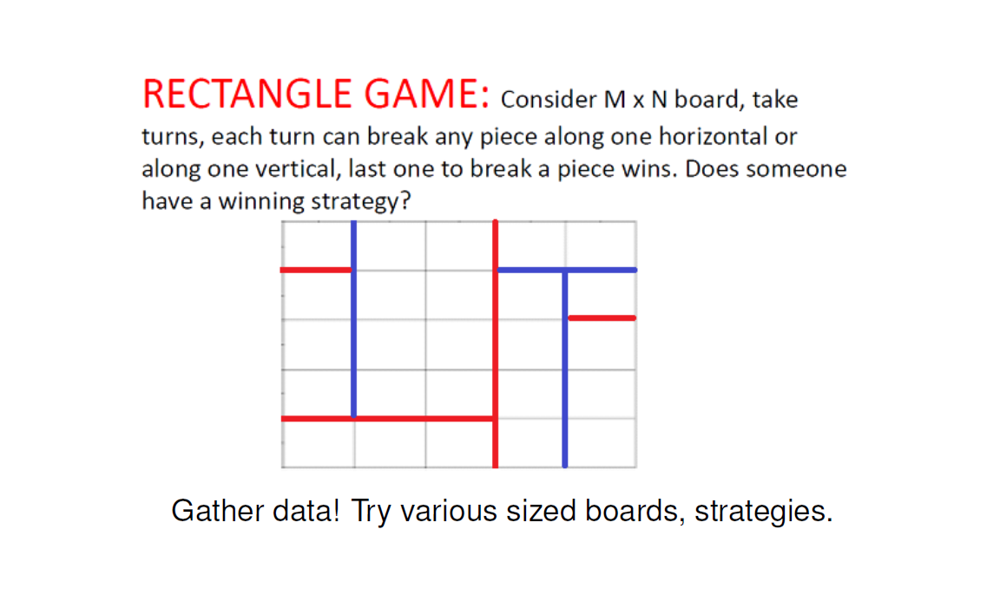 RECTANGLE GAME: Consider M x N board, take
turns, each turn can break any piece along one horizontal or
along one vertical, last one to break a piece wins. Does someone
have a winning strategy?
Gather data! Try various sized boards, strategies.